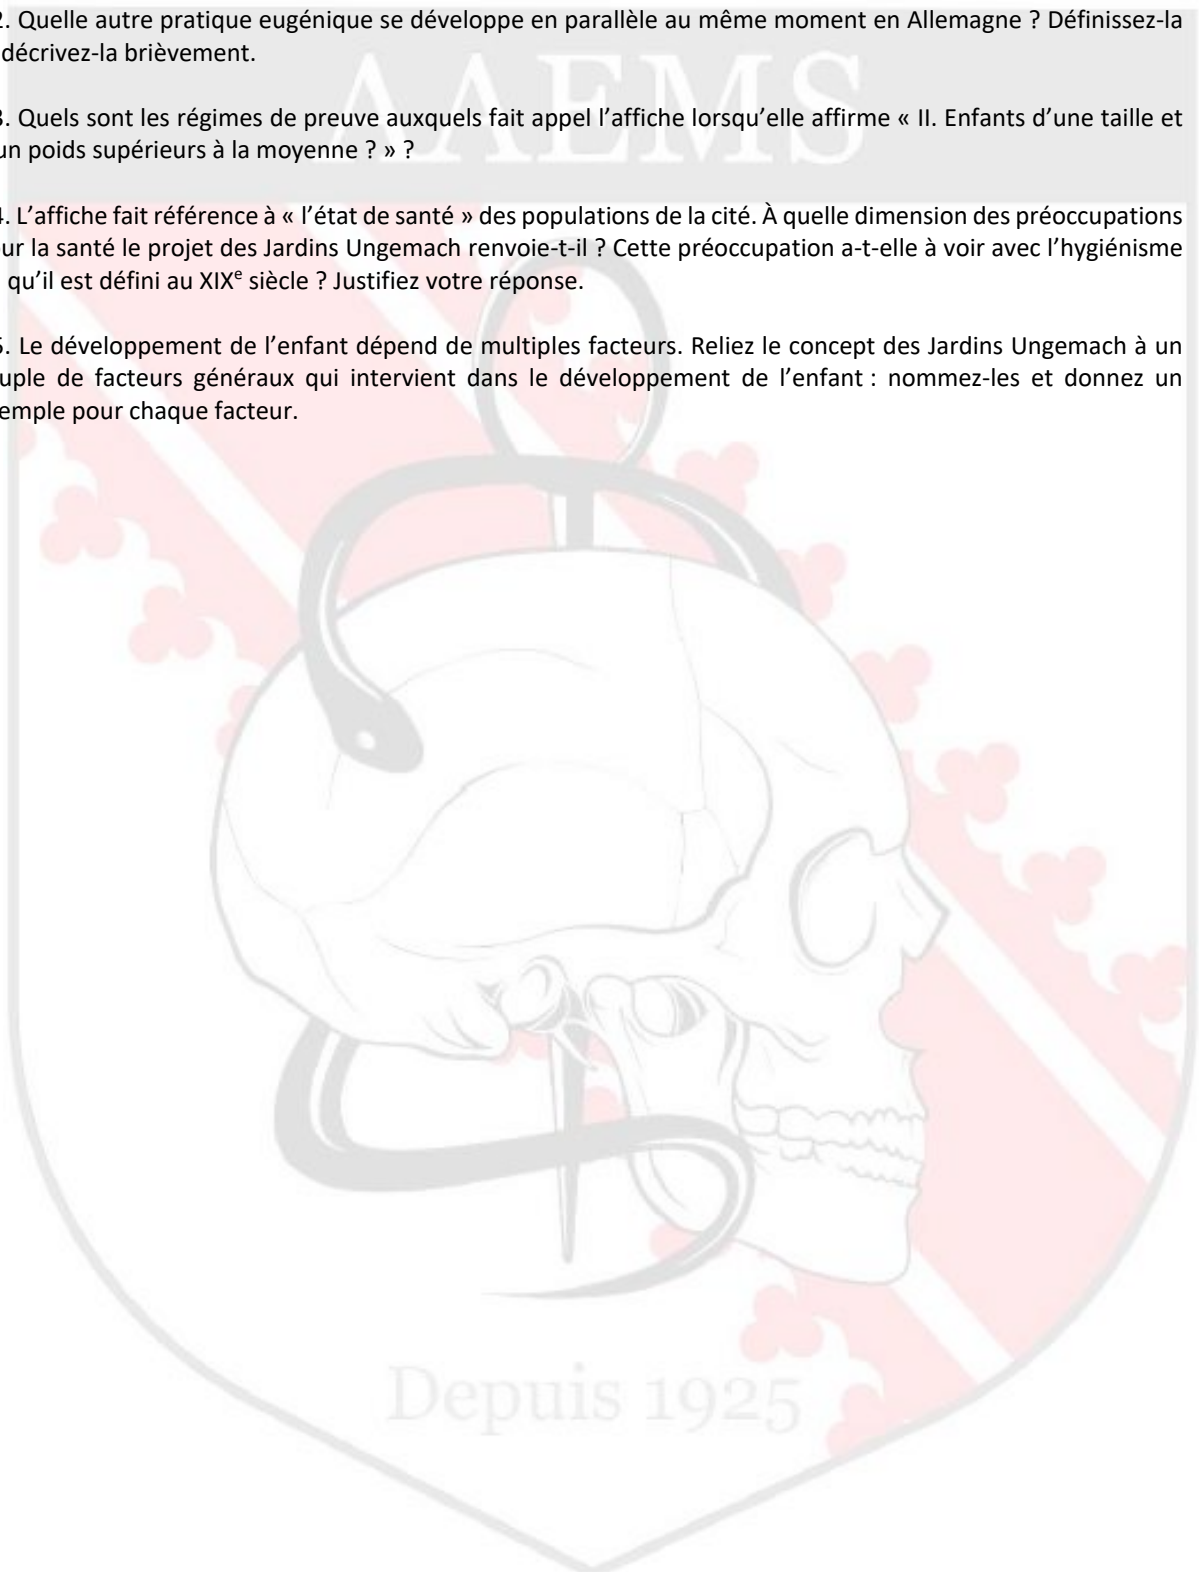 2. Quelle autre pratique eugénique se développe en parallèle au même moment en Allemagne ? Définissez-la
décrivez-la brièvement.
3. Quels sont les régimes de preuve auxquels fait appel l’affiche lorsqu’elle affirme « II. Enfants d’une taille et
un poids supérieurs à la moyenne ? » ?
4. L’affiche fait référence à « l’état de santé » des populations de la cité. À quelle dimension des préoccupations
ur la santé le projet des Jardins Ungemach renvoie-t-il ? Cette préoccupation a-t-elle à voir avec l’hygiénisme
qu’il est défini au XIXe siècle ? Justifiez votre réponse.
5. Le développement de l’enfant dépend de multiples facteurs. Reliez le concept des Jardins Ungemach à un
uple de facteurs généraux qui intervient dans le développement de l’enfant : nommez-les et donnez un
emple pour chaque facteur.
AAEMS
Depuis 1925